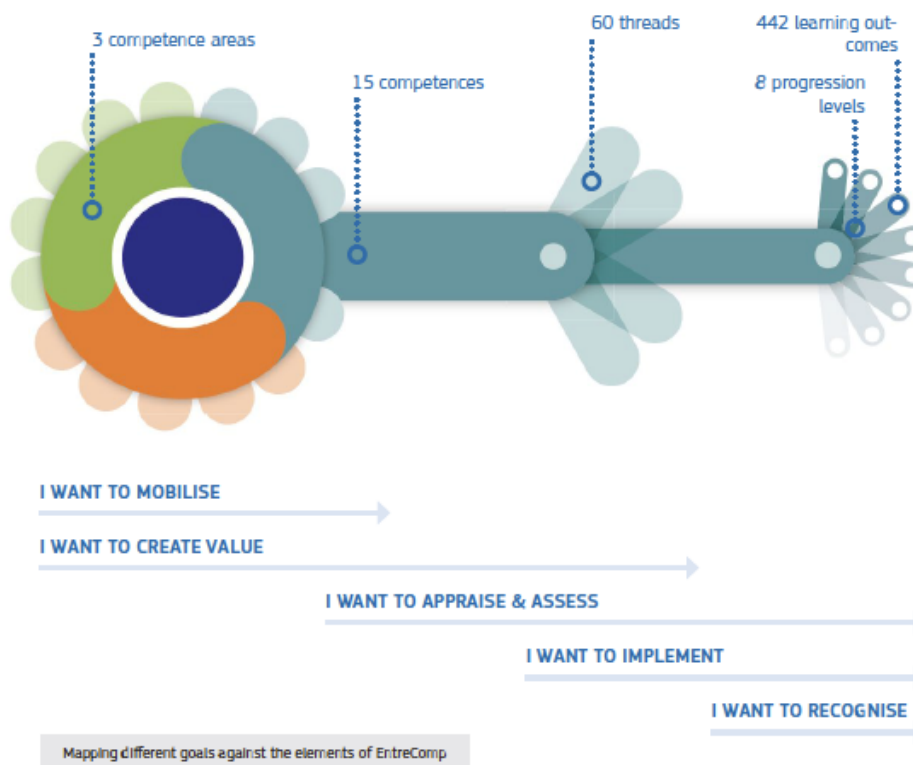 3 competence areas
60 threads
442 learning out-
comes
15 competences
8 progression
levels
I WANT TO MOBILISE
I WANT TO CREATE VALUE
I WANT TO APPRAISE & ASSESS
I WANT TO IMPLEMENT
I WANT TO RECOGNISE
Mapping different goals against the elements of EntreComp